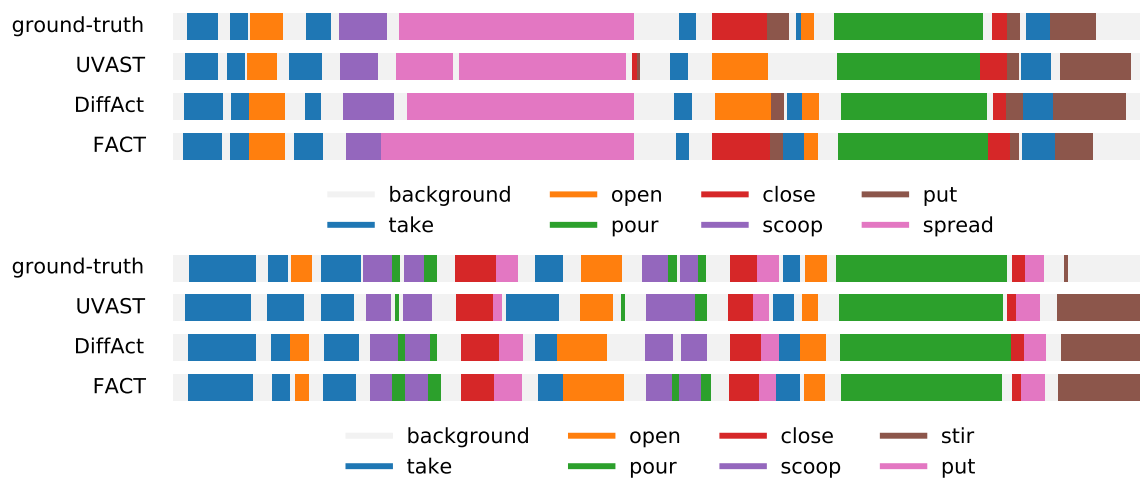 ground-truth
UVAST
DiffAct
FACT
background open close put
take pour scoop spread
ground-truth
UVAST
DiffAct
FACT
background open close stir
take pour scoop put